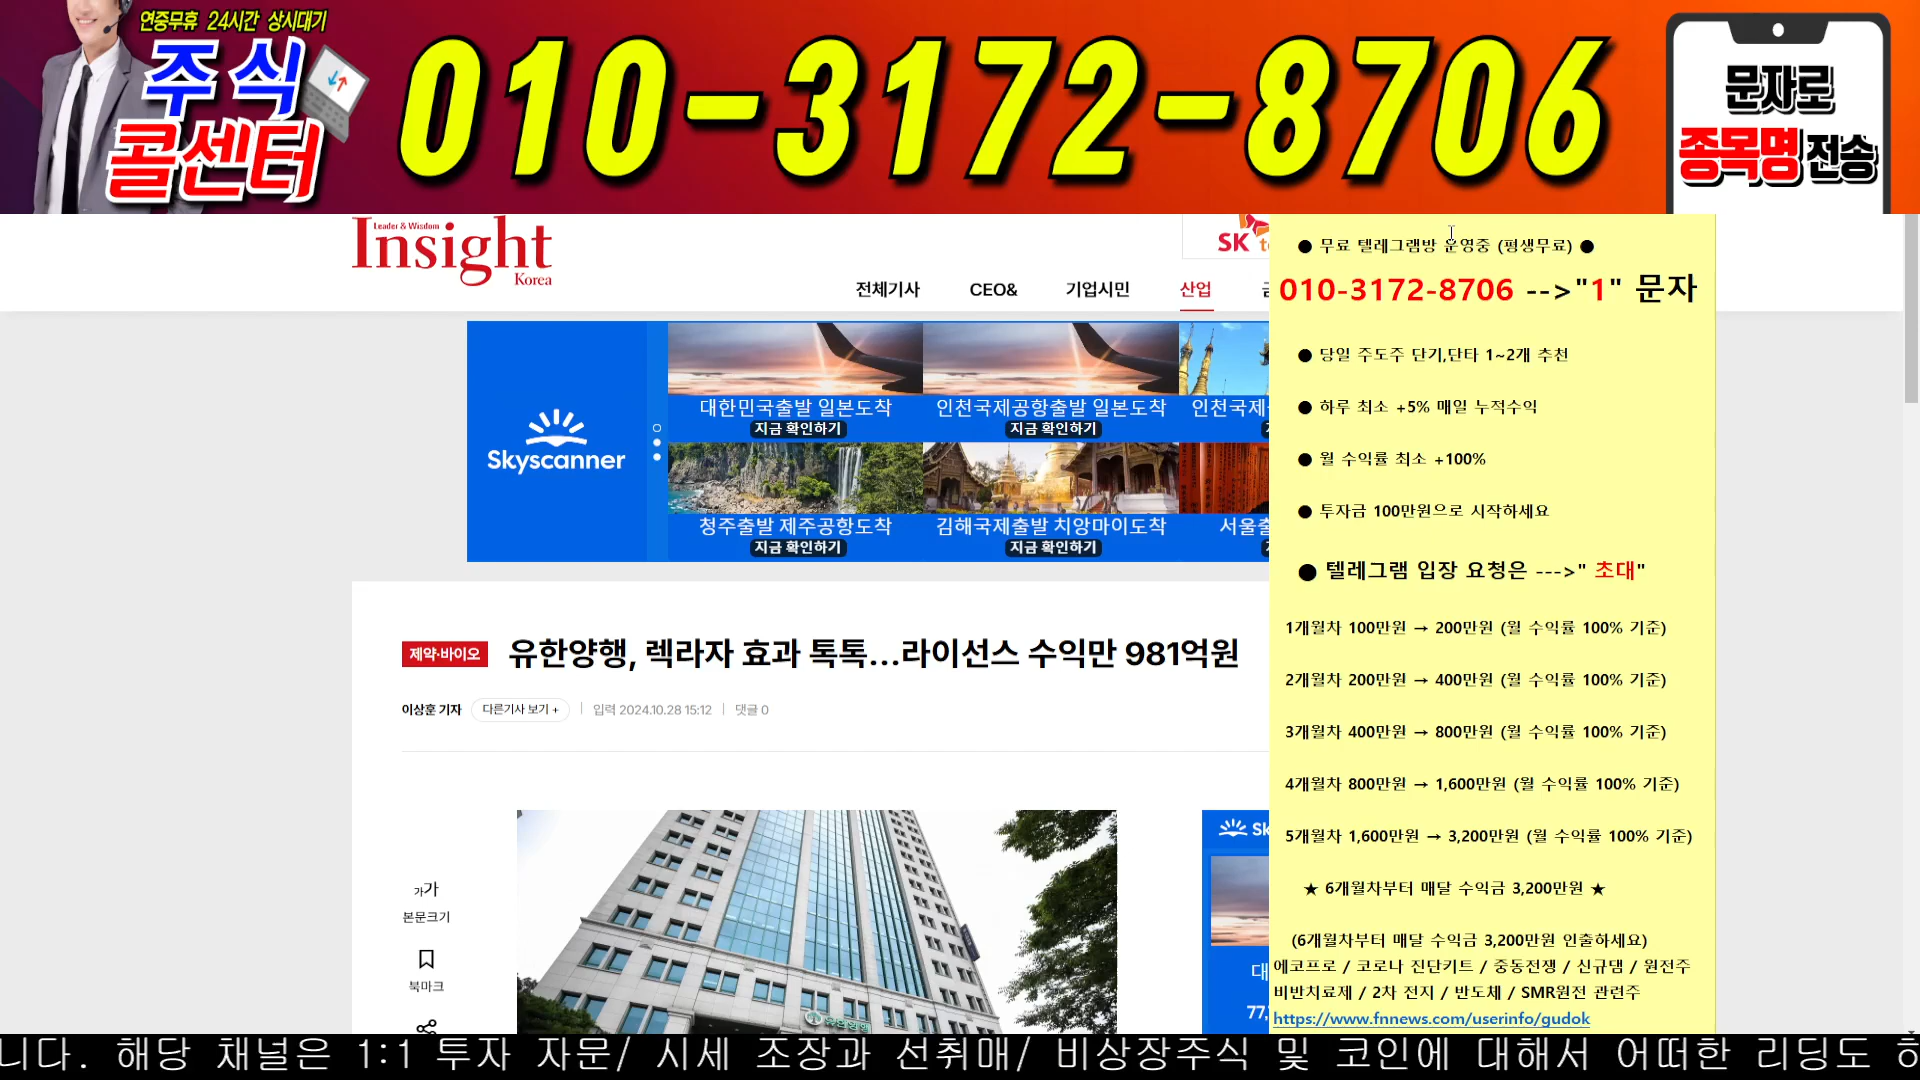 연중무휴 24시간 상시대기
주식
콜센터
010-3172-8706
문자로
종목명 전송
Leader & Wisdom
Insight
Korea
SK
전체기사
CEO&
기업시민
산업
● 무료 텔레그램방 운영중 (평생무료) ●
010-3172-8706 -->"1" 문자
● 당일 주도주 단기,단타 1~2개 추천
● 하루 최소 +5% 매일 누적수익
● 월 수익률 최소 +100%
● 투자금 100만원으로 시작하세요
● 텔레그램 입장 요청은 --->" 초대"
1개월차 100만원 → 200만원 (월 수익률 100% 기준)
2개월차 200만원 → 400만원 (월 수익률 100% 기준)
3개월차 400만원 → 800만원 (월 수익률 100% 기준)
4개월차 800만원 → 1,600만원 (월 수익률 100% 기준)
5개월차 1,600만원 → 3,200만원 (월 수익률 100% 기준)
★ 6개월차부터 매달 수익금 3,200만원 ★
(6개월차부터 매달 수익금 3,200만원 인출하세요)
에코프로 / 코로나 진단키트 / 중동전쟁 / 신규댐 / 원전주
비반치료제 / 2차 전지 / 반도체 / SMR원전 관련주
https://www.fnnews.com/userinfo/gudok
Skyscanner
대한민국출발 일본도착
지금 확인하기
인천국제공항출발 일본도착
지금 확인하기
인천국제
청주출발 제주공항도착
지금 확인하기
김해국제출발 치앙마이도착
지금 확인하기
서울출
제약·바이오
유한양행, 렉라자 효과 톡톡...라이선스 수익만 981억원
이상훈 기자
다른기사 보기 +
입력 2024.10.28 15:12
댓글 0
가가
본문크기
북마크
유한양행
Sk
대
77,
니다. 해당 채널은 1:1 투자 자문/ 시세 조장과 선취매/ 비상장주식 및 코인에 대해서 어떠한 리딩도 하